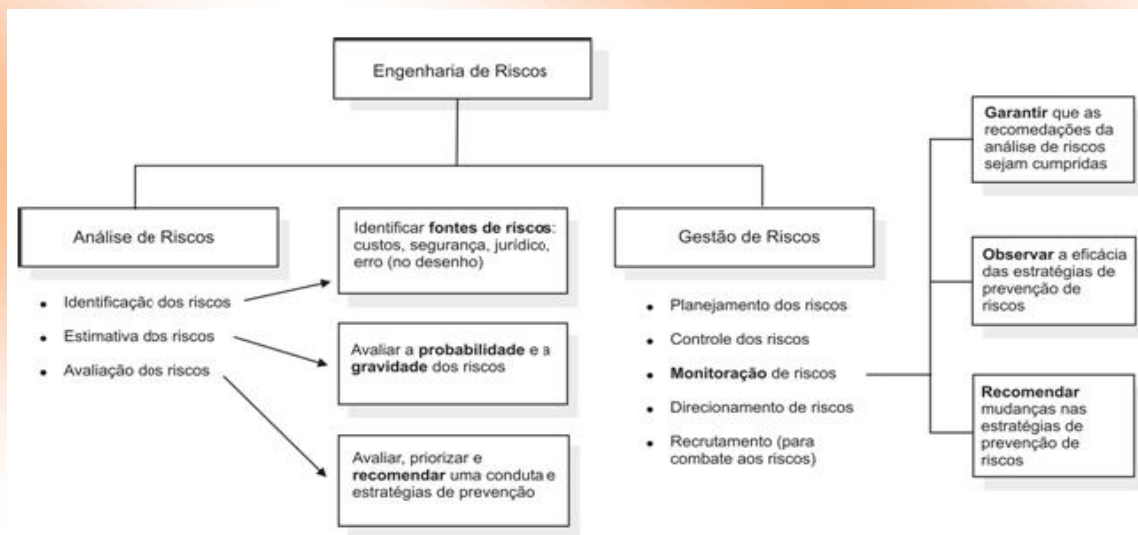 Engenharia de Riscos
Análise de Riscos
• Identificação dos riscos
• Estimativa dos riscos
• Avaliação dos riscos
Identificar fontes de riscos:
custos, segurança, jurídico,
erro (no desenho)
Avaliar a probabilidade e a
gravidade dos riscos
Avaliar, priorizar e
recomendar uma conduta e
estratégias de prevenção
Gestão de Riscos
• Planejamento dos riscos
• Controle dos riscos
• Monitoração de riscos
• Direcionamento de riscos
• Recrutamento (para
combate aos riscos)
Garantir que as
recomedações da
análise de riscos
sejam cumpridas
Observar a eficácia
das estratégias de
prevenção de
riscos
Recomendar
mudanças nas
estratégias de
prevenção de
riscos